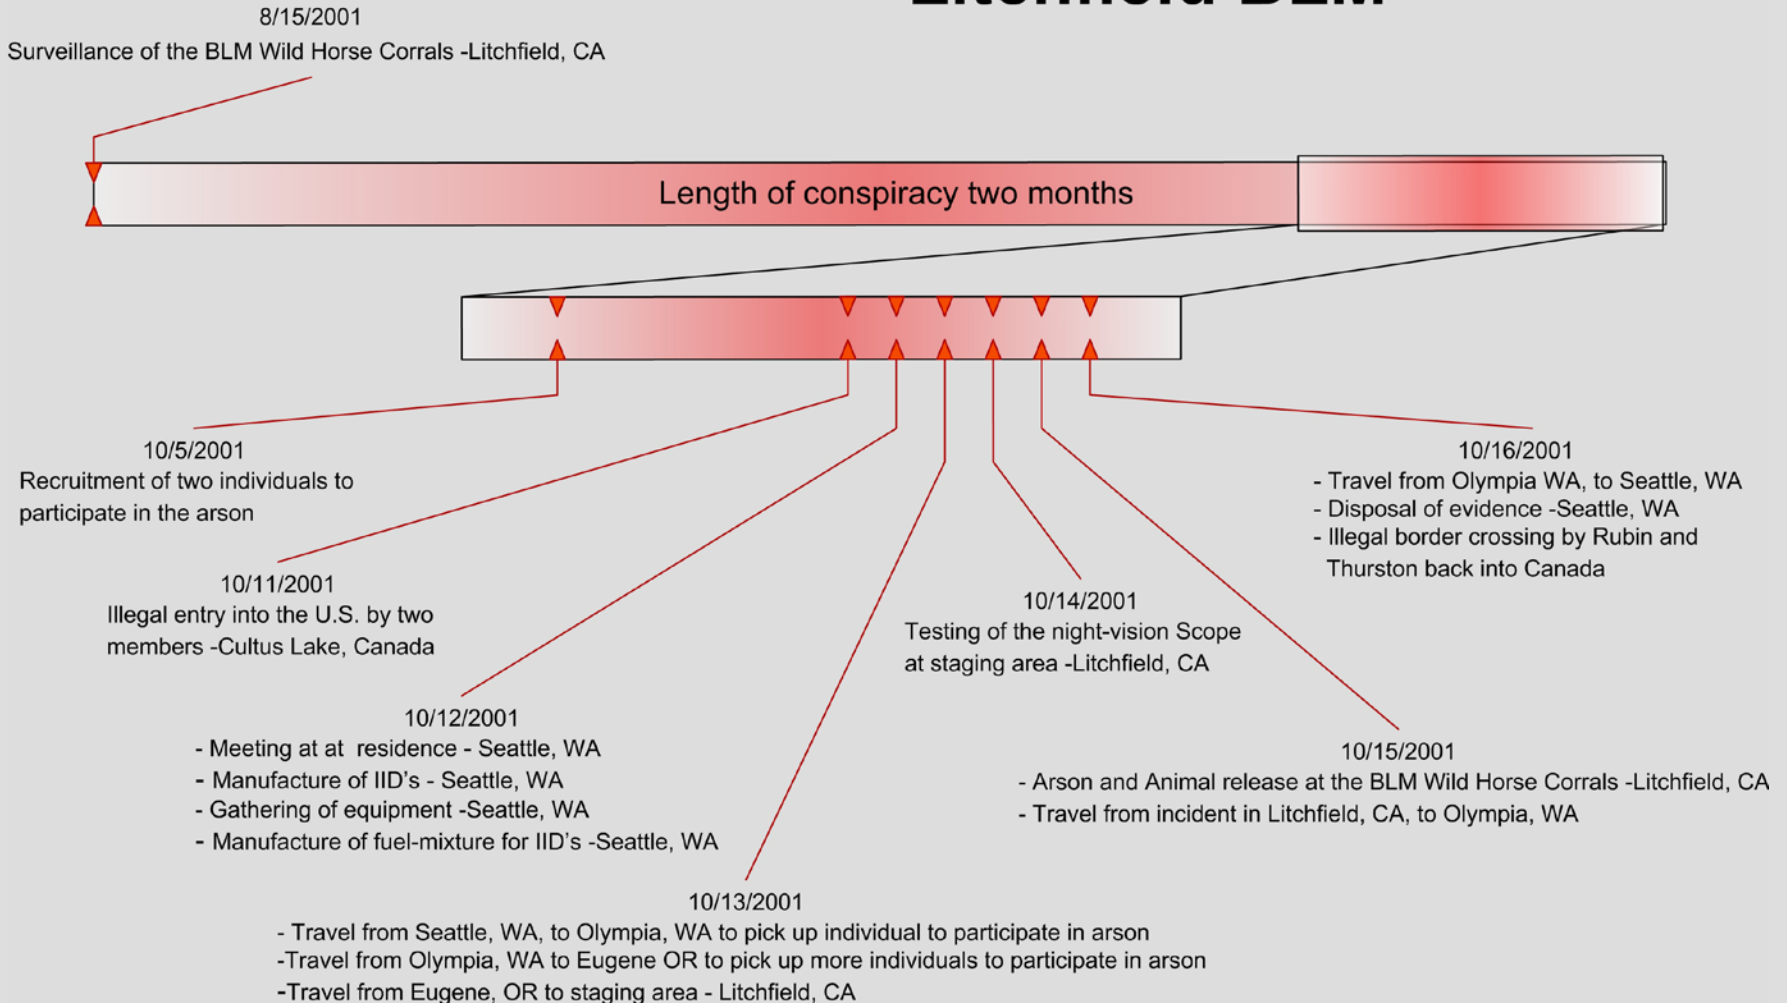 Litchfield BLM
8/15/2001
Surveillance of the BLM Wild Horse Corrals -Litchfield, CA
Length of conspiracy two months
10/5/2001
Recruitment of two individuals to
participate in the arson
10/11/2001
Illegal entry into the U.S. by two
members -Cultus Lake, Canada
10/12/2001
- Meeting at at  residence - Seattle, WA
- Manufacture of IID's - Seattle, WA
- Gathering of equipment -Seattle, WA
- Manufacture of fuel-mixture for IID's -Seattle, WA
10/13/2001
- Travel from Seattle, WA, to Olympia, WA to pick up individual to participate in arson
-Travel from Olympia, WA to Eugene OR to pick up more individuals to participate in arson
-Travel from Eugene, OR to staging area - Litchfield, CA
10/14/2001
Testing of the night-vision Scope
at staging area -Litchfield, CA
10/15/2001
- Arson and Animal release at the BLM Wild Horse Corrals -Litchfield, CA
- Travel from incident in Litchfield, CA, to Olympia, WA
10/16/2001
- Travel from Olympia WA, to Seattle, WA
- Disposal of evidence -Seattle, WA
- Illegal border crossing by Rubin and
Thurston back into Canada